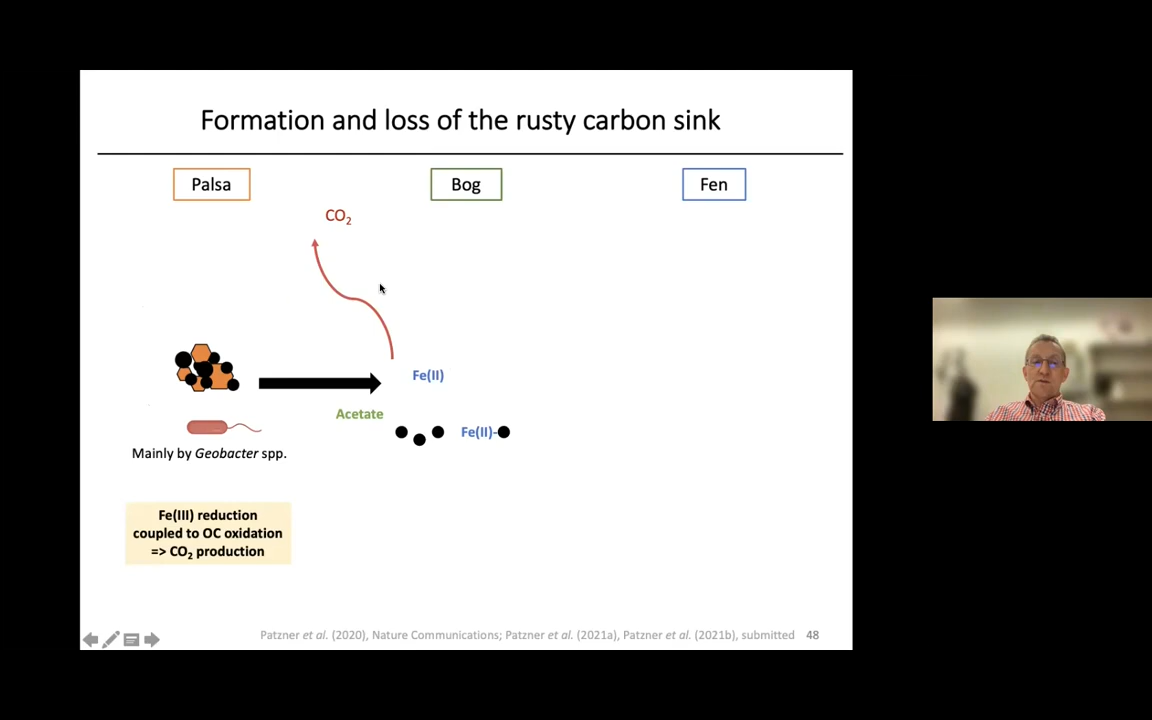 Formation and loss of the rusty carbon sink
Palsa
Bog
Fen
CO₂
Fe(II)
Acetate
Fe(II)-
Mainly by Geobacter spp.
Fe(III) reduction
coupled to OC oxidation
=> CO₂ production
Patzner et al. (2020), Nature Communications; Patzner et al. (2021a), Patzner et al. (2021b), submitted 48